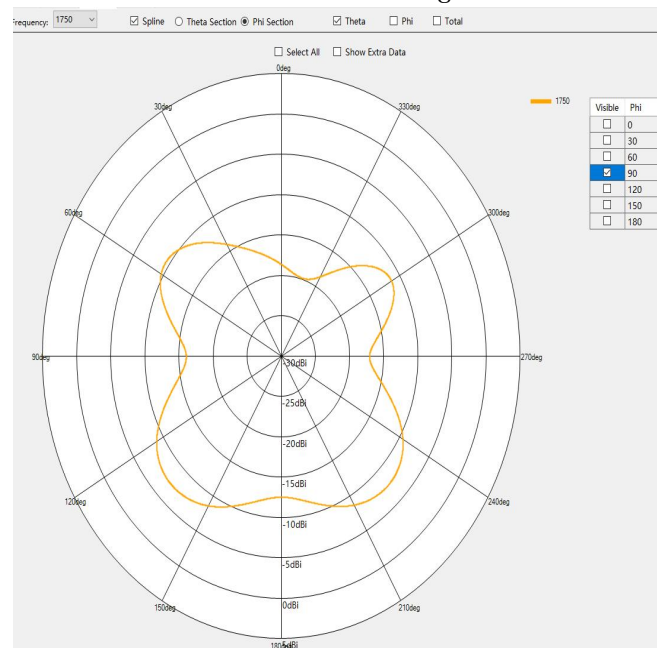 Frequency: 1750 Spline Theta Section Phi Section Theta Phi Total
Select All Show Extra Data
0deg
30deg
330deg
1750
Visible Phi
0
30
60
90
120
150
180
60deg
300deg
90deg
270deg
-30dBi
-25dBi
-20dBi
-15dBi
-10dBi
-5dBi
0dBi
120deg
240deg
150deg
210deg
180deg
5dBi